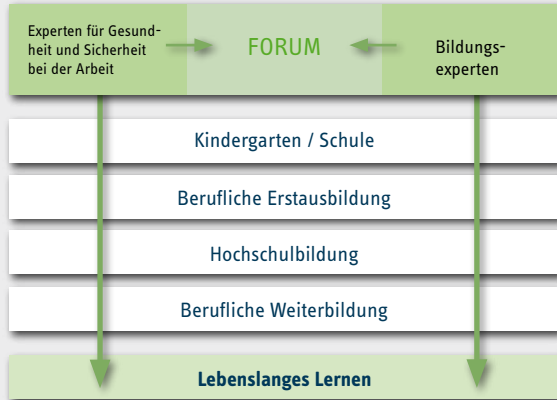 Experten für Gesund-
heit und Sicherheit
bei der Arbeit
FORUM
Bildungs-
experten
Kindergarten / Schule
Berufliche Erstausbildung
Hochschulbildung
Berufliche Weiterbildung
Lebenslanges Lernen